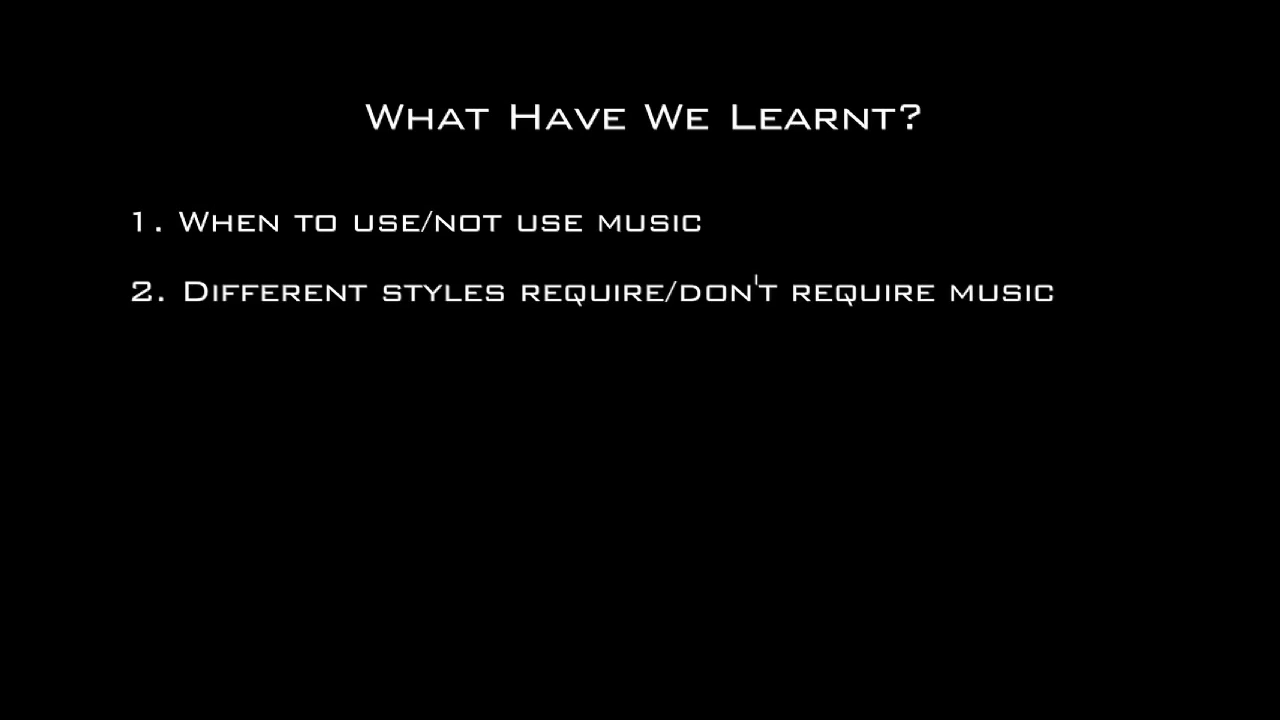 What Have We Learnt?
1. When to use/not use music
2. Different styles require/don't require music